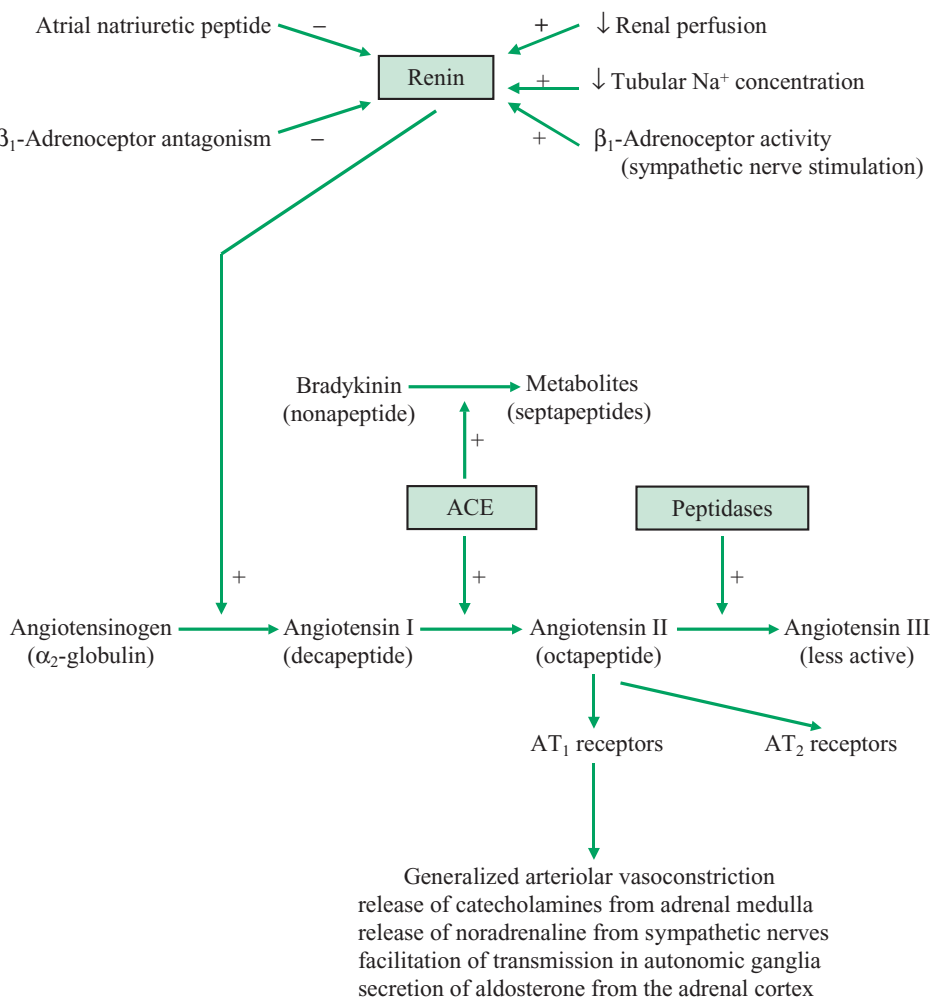 Atrial natriuretic peptide
–
+
↓ Renal perfusion
Renin
+
↓ Tubular Na⁺ concentration
β₁-Adrenoceptor antagonism
–
+
β₁-Adrenoceptor activity
(sympathetic nerve stimulation)
Bradykinin
(nonapeptide)
Metabolites
(septapeptides)
+
ACE
Peptidases
+
+
+
Angiotensinogen
(α₂-globulin)
Angiotensin I
(decapeptide)
Angiotensin II
(octapeptide)
Angiotensin III
(less active)
AT₁ receptors
AT₂ receptors
Generalized arteriolar vasoconstriction
release of catecholamines from adrenal medulla
release of noradrenaline from sympathetic nerves
facilitation of transmission in autonomic ganglia
secretion of aldosterone from the adrenal cortex